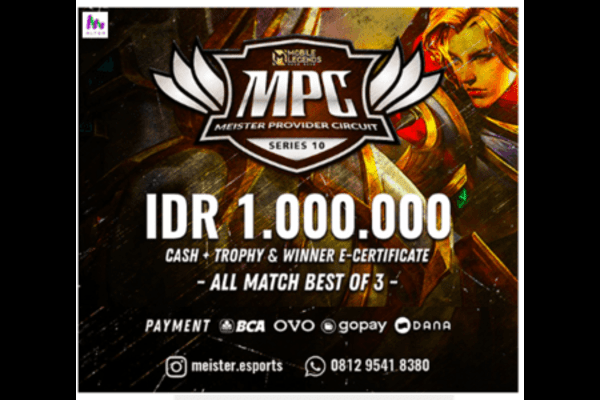 MOBILE
LEGENDS
MPC
MEISTER PROVIDER CIRCUIT
SERIES 10
IDR 1.000.000
CASH + TROPHY & WINNER E-CERTIFICATE
- ALL MATCH BEST OF 3 -
PAYMENT BCA OVO gopay DANA
meister.esports 0812 9541 8380